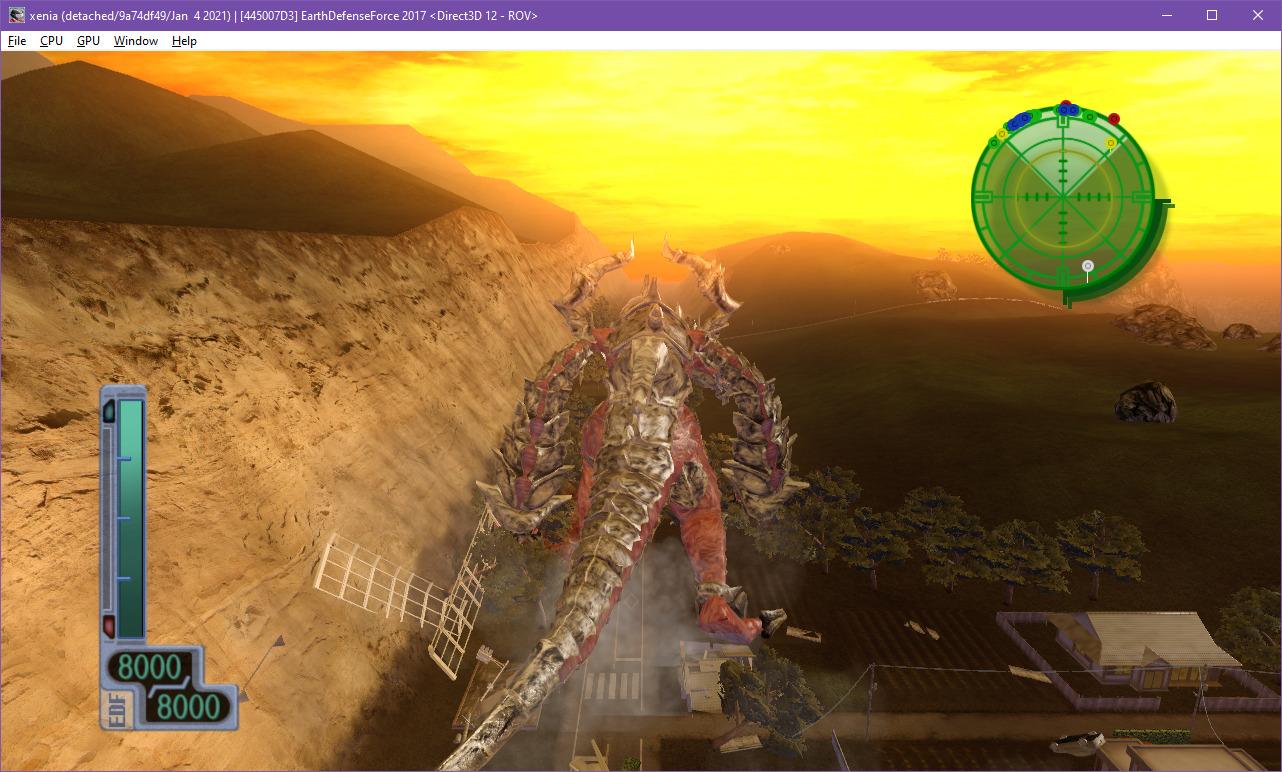 xenia (detached/9a74df49/Jan  4 2021) | [445007D3] EarthDefenseForce 2017 <Direct3D 12 - ROV>
File CPU GPU Window Help
8000
8000
EDF